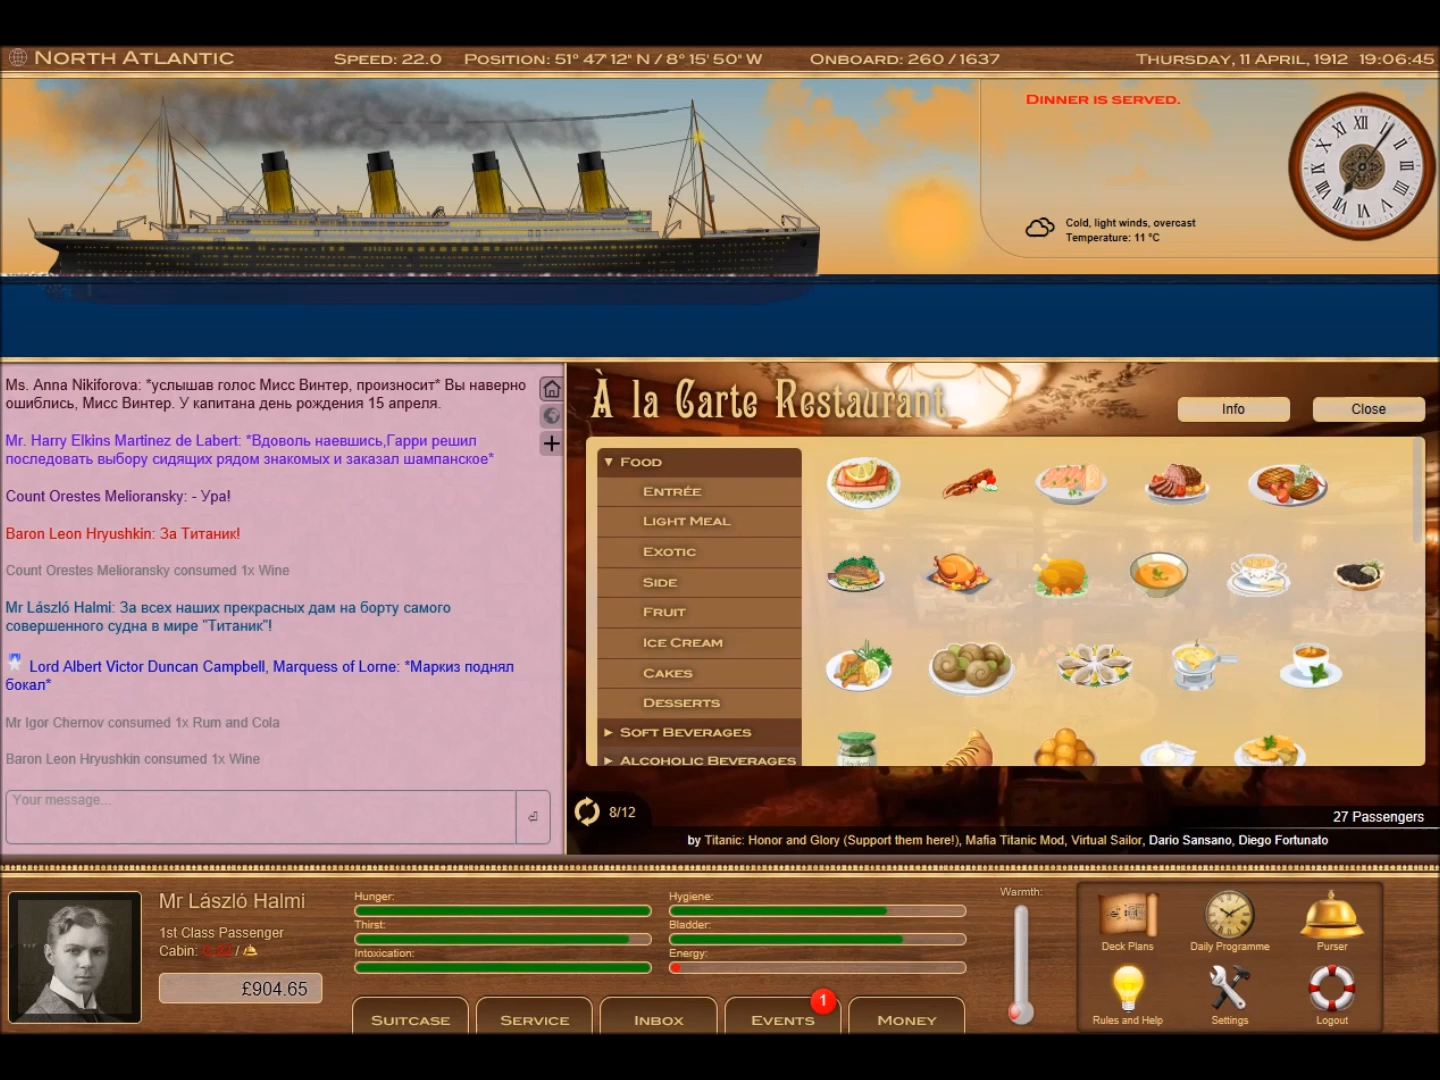 NORTH ATLANTIC
SPEED: 22.0
POSITION: 51° 47' 12" N / 8° 15' 50" W
ONBOARD: 260 / 1637
THURSDAY, 11 APRIL, 1912 19:06:45
DINNER IS SERVED.
XII
I
II
III
V
VI
VIII
IX
X
XI
Cold, light winds, overcast
Temperature: 11 °C
Ms. Anna Nikiforova: *услышав голос Мисс Винтер, произносит* Вы наверно
ошиблись, Мисс Винтер. У капитана день рождения 15 апреля.
Mr. Harry Elkins Martinez de Labert: *Вдоволь наевшись,Гарри решил
последовать выбору сидящих рядом знакомых и заказал шампанское*
Count Orestes Melioransky: - Ура!
Baron Leon Hryushkin: За Титаник!
Count Orestes Melioransky consumed 1x Wine
Mr László Halmi: За всех наших прекрасных дам на борту самого
совершенного судна в мире "Титаник"!
Lord Albert Victor Duncan Campbell, Marquess of Lorne: *Маркиз поднял
бокал*
Mr Igor Chernov consumed 1x Rum and Cola
Baron Leon Hryushkin consumed 1x Wine
Your message...
À la Carte Restaurant
Info
Close
▼ FOOD
ENTRÉE
LIGHT MEAL
EXOTIC
SIDE
FRUIT
ICE CREAM
CAKES
DESSERTS
► SOFT BEVERAGES
► ALCOHOLIC BEVERAGES
8/12
27 Passengers
by Titanic: Honor and Glory (Support them here!), Mafia Titanic Mod, Virtual Sailor, Dario Sansano, Diego Fortunato
Mr László Halmi
1st Class Passenger
Cabin: /
£904.65
Hunger:
Thirst:
Intoxication:
Hygiene:
Bladder:
Energy:
Warmth:
SUITCASE
SERVICE
INBOX
EVENTS
1
MONEY
Deck Plans
Daily Programme
Purser
Rules and Help
Settings
Logout